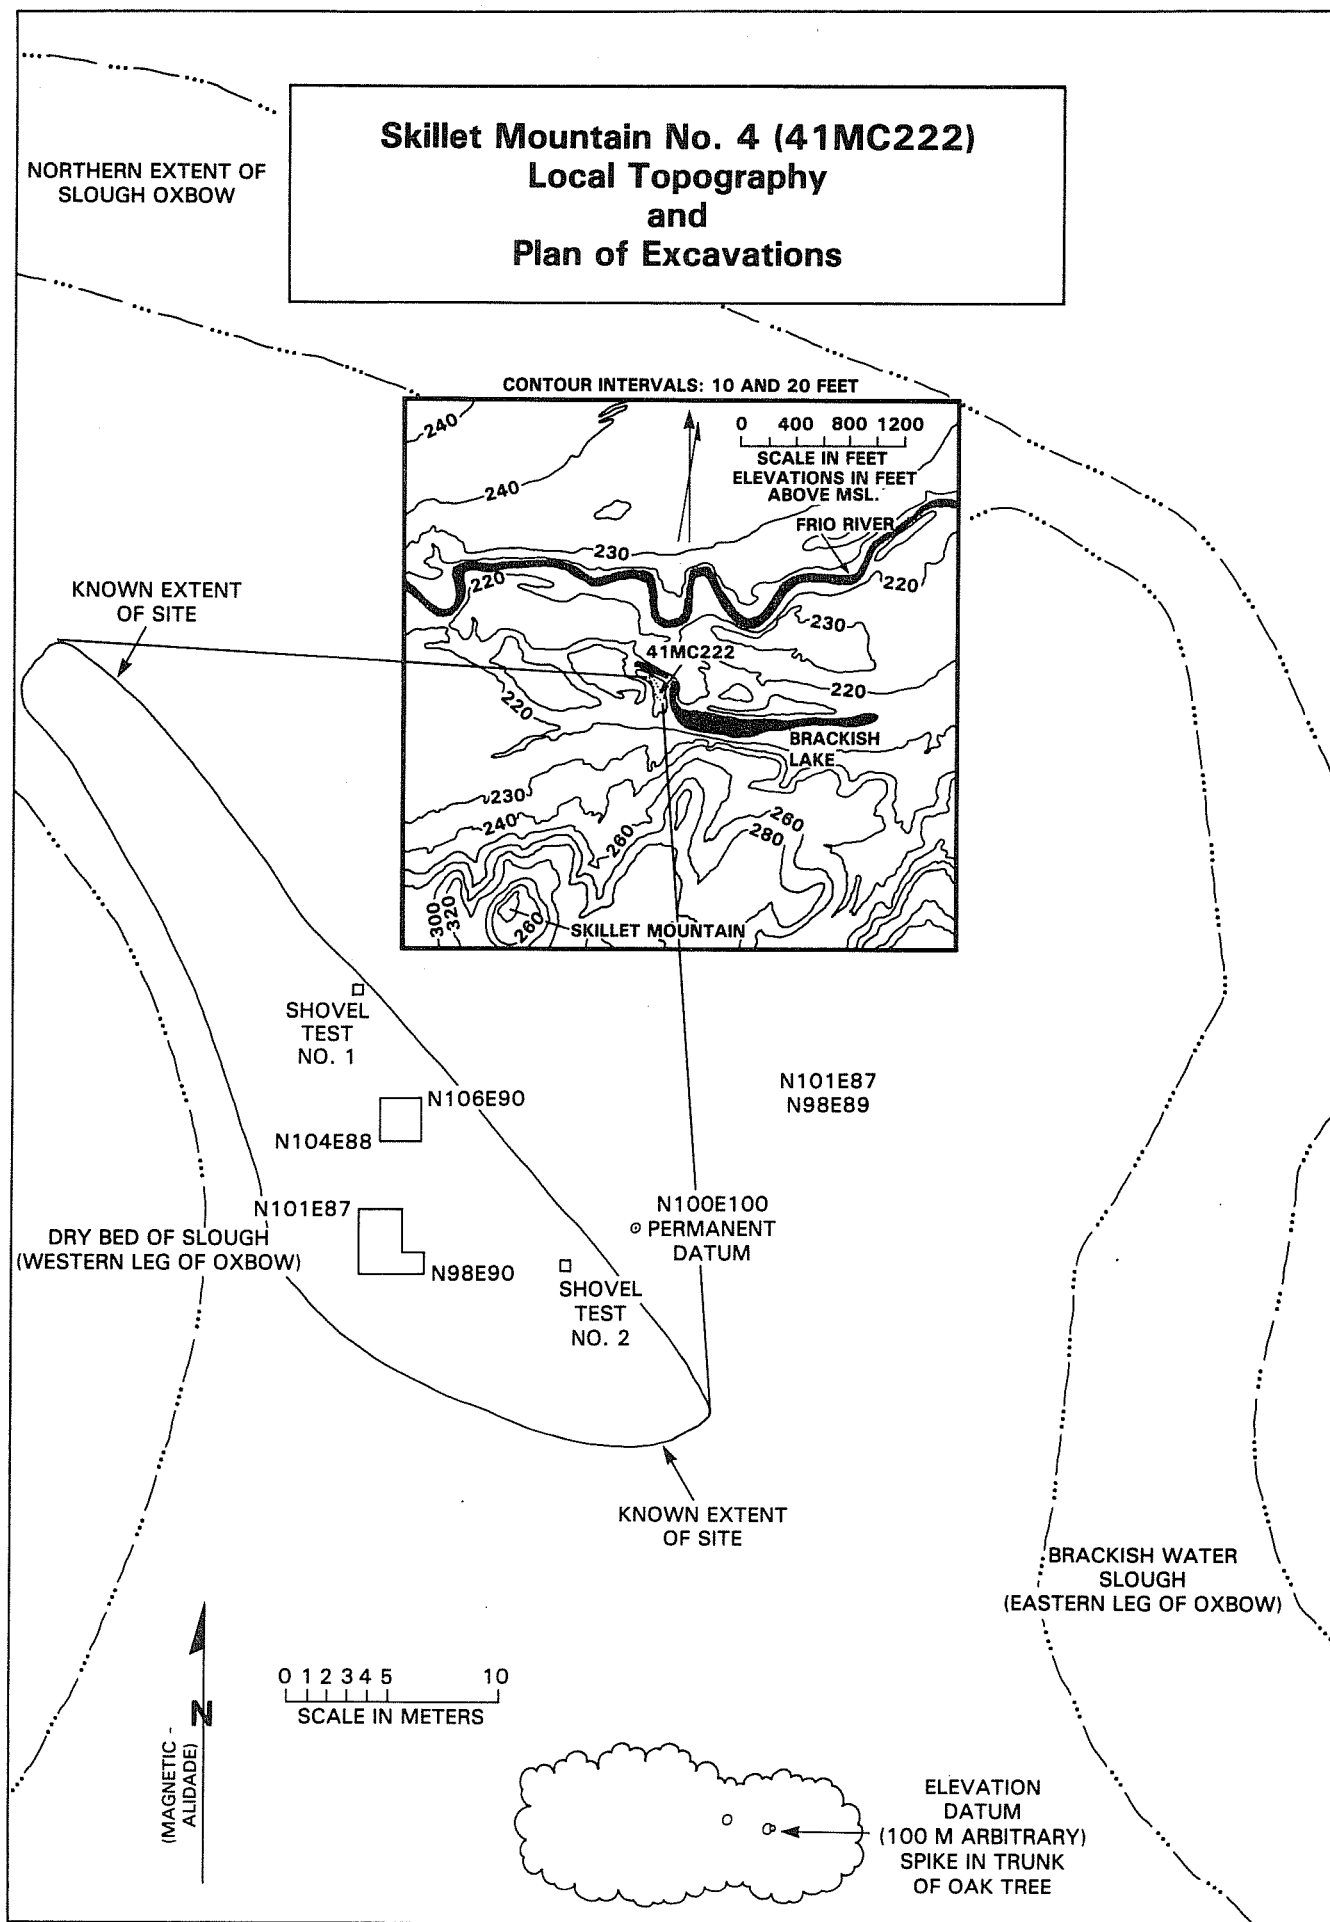 Skillet Mountain No. 4 (41MC222)
Local Topography
and
Plan of Excavations
NORTHERN EXTENT OF
SLOUGH OXBOW
CONTOUR INTERVALS: 10 AND 20 FEET
240
0 400 800 1200
SCALE IN FEET
ELEVATIONS IN FEET
ABOVE MSL.
240
FRIO RIVER
230
220
220
230
41MC222
220
220
BRACKISH
LAKE
230
240
260
260
280
300
320
260
SKILLET MOUNTAIN
KNOWN EXTENT
OF SITE
SHOVEL
TEST
NO. 1
N106E90
N104E88
N101E87
N98E89
N101E87
N98E90
DRY BED OF SLOUGH
(WESTERN LEG OF OXBOW)
N100E100
PERMANENT
DATUM
SHOVEL
TEST
NO. 2
KNOWN EXTENT
OF SITE
BRACKISH WATER
SLOUGH
(EASTERN LEG OF OXBOW)
N
(MAGNETIC -
ALIDADE)
0 1 2 3 4 5 10
SCALE IN METERS
ELEVATION
DATUM
(100 M ARBITRARY)
SPIKE IN TRUNK
OF OAK TREE